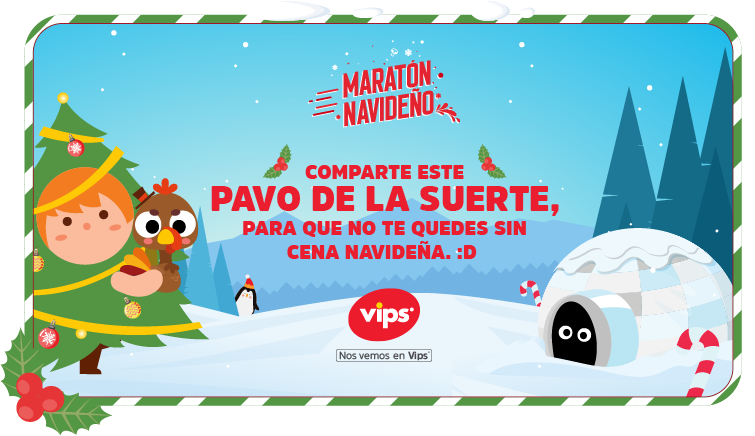 MARATÓN
NAVIDEÑO
COMPARTE ESTE
PAVO DE LA SUERTE,
PARA QUE NO TE QUEDES SIN
CENA NAVIDEÑA. :D
vips
Nos vemos en Vips